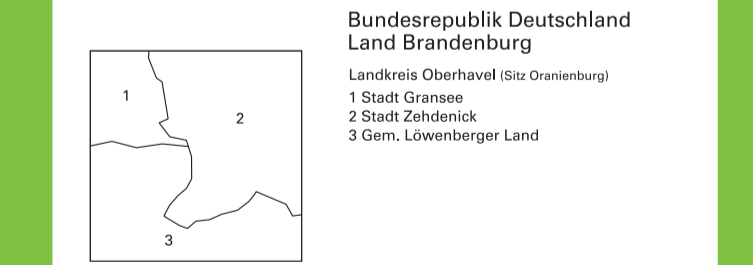 Bundesrepublik Deutschland
Land Brandenburg
Landkreis Oberhavel (Sitz Oranienburg)
1 Stadt Gransee
2 Stadt Zehdenick
3 Gem. Löwenberger Land
1
2
3